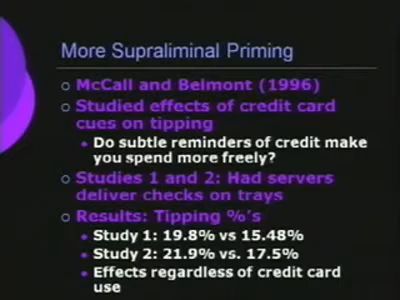 More Supraliminal Priming
McCall and Belmont (1996)
Studied effects of credit card
cues on tipping
Do subtle reminders of credit make
you spend more freely?
Studies 1 and 2: Had servers
deliver checks on trays
Results: Tipping %'s
Study 1: 19.8% vs 15.48%
Study 2: 21.9% vs. 17.5%
Effects regardless of credit card
use